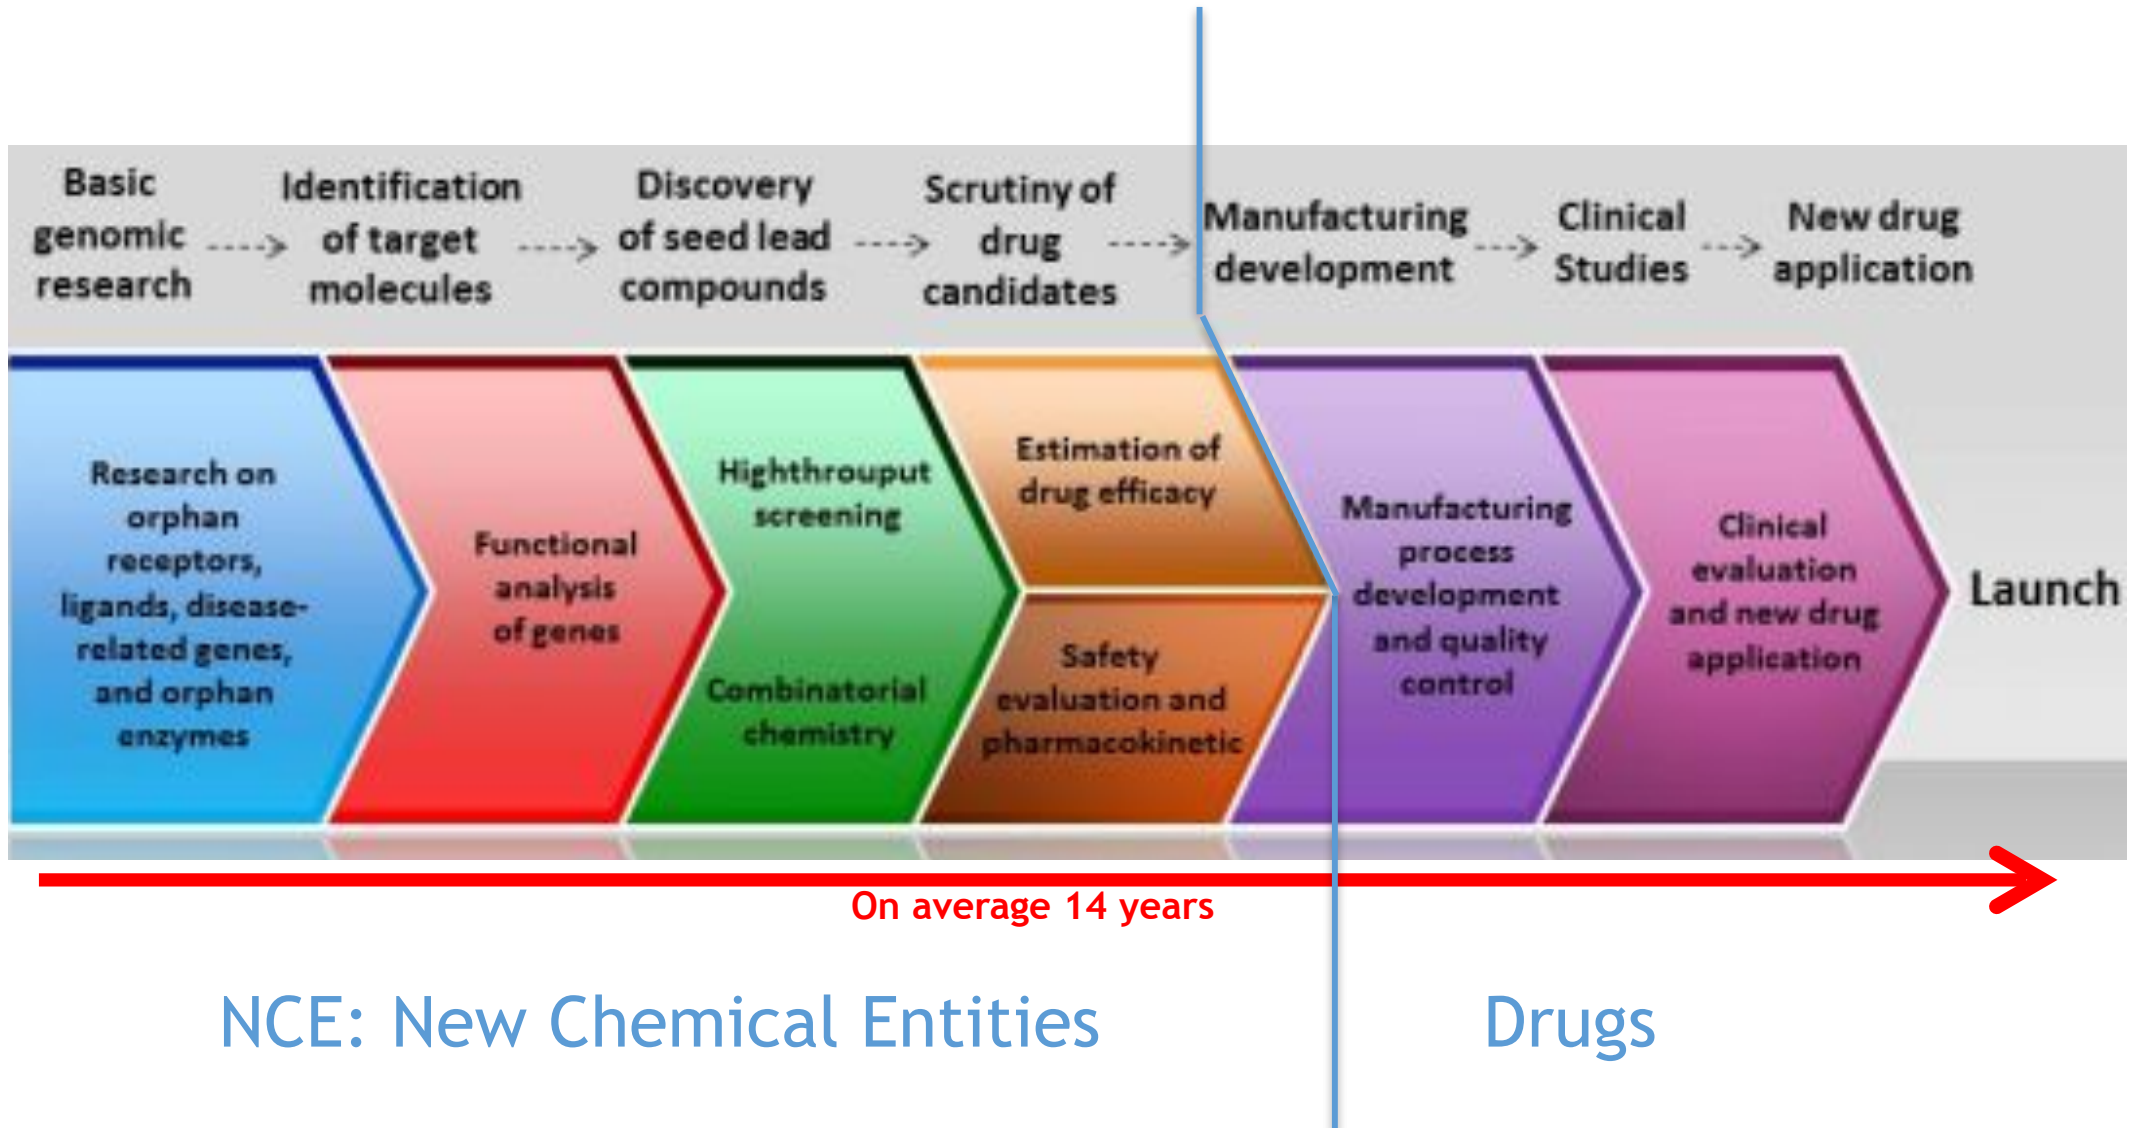 Basic
genomic
research
Identification
of target
molecules
Discovery
of seed lead
compounds
Scrutiny of
drug
candidates
Manufacturing
development
Clinical
Studies
New drug
application
Research on
orphan
receptors,
ligands, disease-
related genes,
and orphan
enzymes
Functional
analysis
of genes
Highthrouput
screening
Combinatorial
chemistry
Estimation of
drug efficacy
Safety
evaluation and
pharmacokinetic
Manufacturing
process
development
and quality
control
Clinical
evaluation
and new drug
application
Launch
On average 14 years
NCE: New Chemical Entities
Drugs